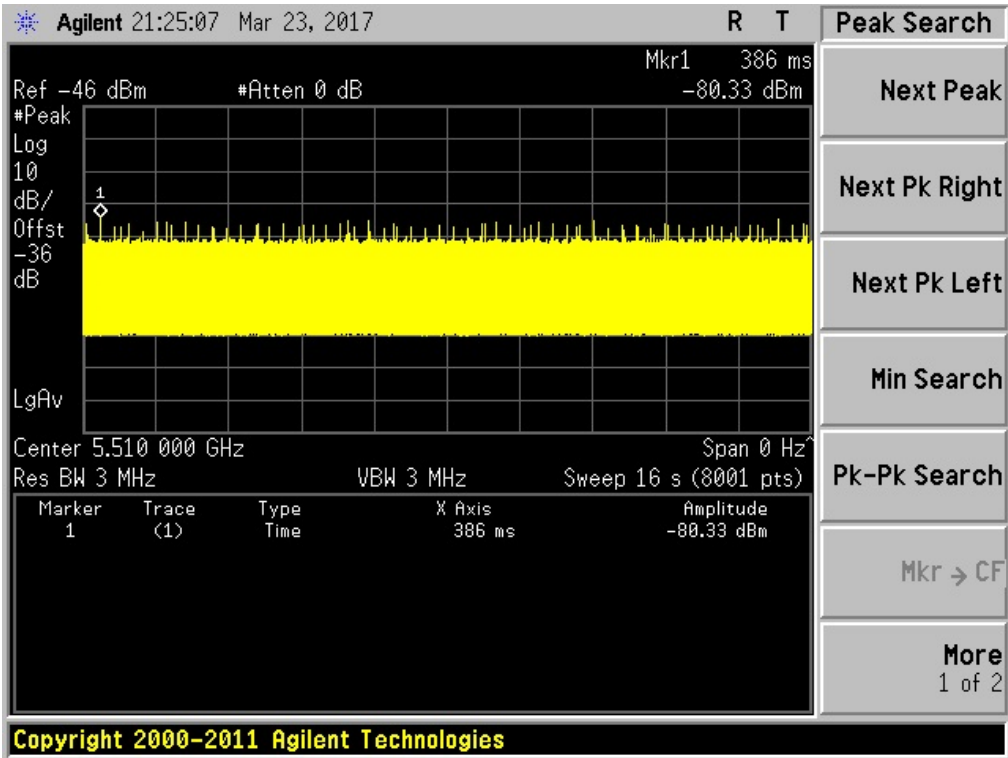 Agilent 21:25:07 Mar 23, 2017 R T
Peak Search
Mkr1 386 ms
Ref -46 dBm #Atten 0 dB -80.33 dBm
#Peak
Log
10
dB/
Offst
-36
dB
LgAv
1
Center 5.510 000 GHz Span 0 Hz^
Res BW 3 MHz VBW 3 MHz Sweep 16 s (8001 pts)
Marker Trace Type X Axis Amplitude
1 (1) Time 386 ms -80.33 dBm
Next Peak
Next Pk Right
Next Pk Left
Min Search
Pk-Pk Search
Mkr → CF
More
1 of 2
Copyright 2000-2011 Agilent Technologies